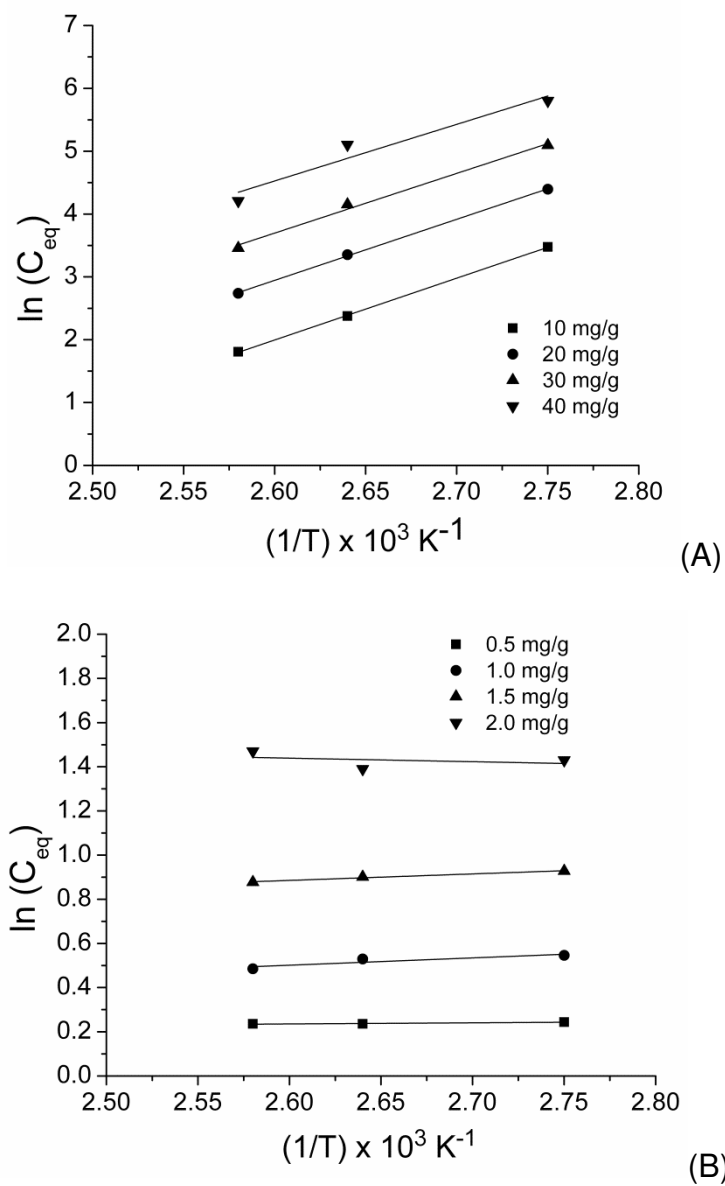 7
6
5
4
3
2
1
0
ln (C_eq)
10 mg/g
20 mg/g
30 mg/g
40 mg/g
2.50 2.55 2.60 2.65 2.70 2.75 2.80
(1/T) x 10³ K⁻¹
(A)
2.0
1.8
1.6
1.4
1.2
1.0
0.8
0.6
0.4
0.2
0.0
ln (C_eq)
0.5 mg/g
1.0 mg/g
1.5 mg/g
2.0 mg/g
2.50 2.55 2.60 2.65 2.70 2.75 2.80
(1/T) x 10³ K⁻¹
(B)